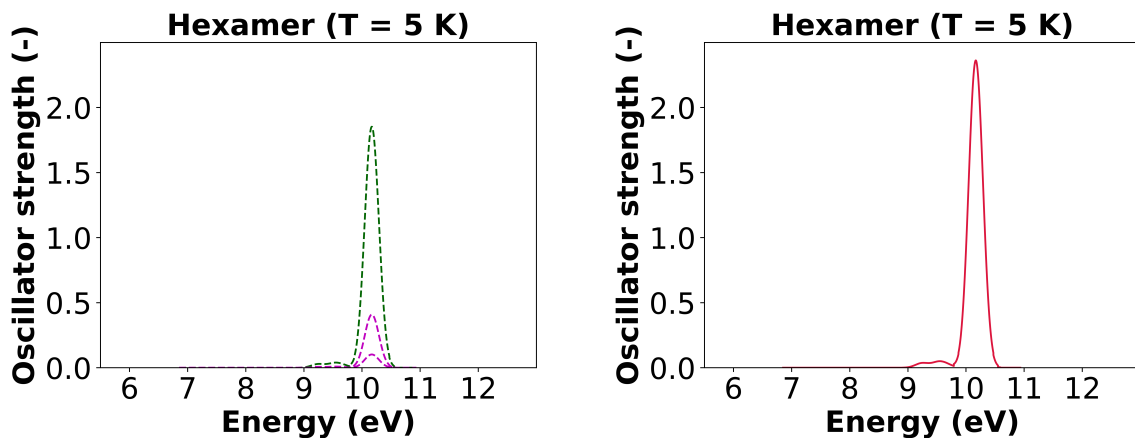 Hexamer (T = 5 K)
Oscillator strength (-)
2.0
1.5
1.0
0.5
0.0
6 7 8 9 10 11 12
Energy (eV)
Hexamer (T = 5 K)
Oscillator strength (-)
2.0
1.5
1.0
0.5
0.0
6 7 8 9 10 11 12
Energy (eV)